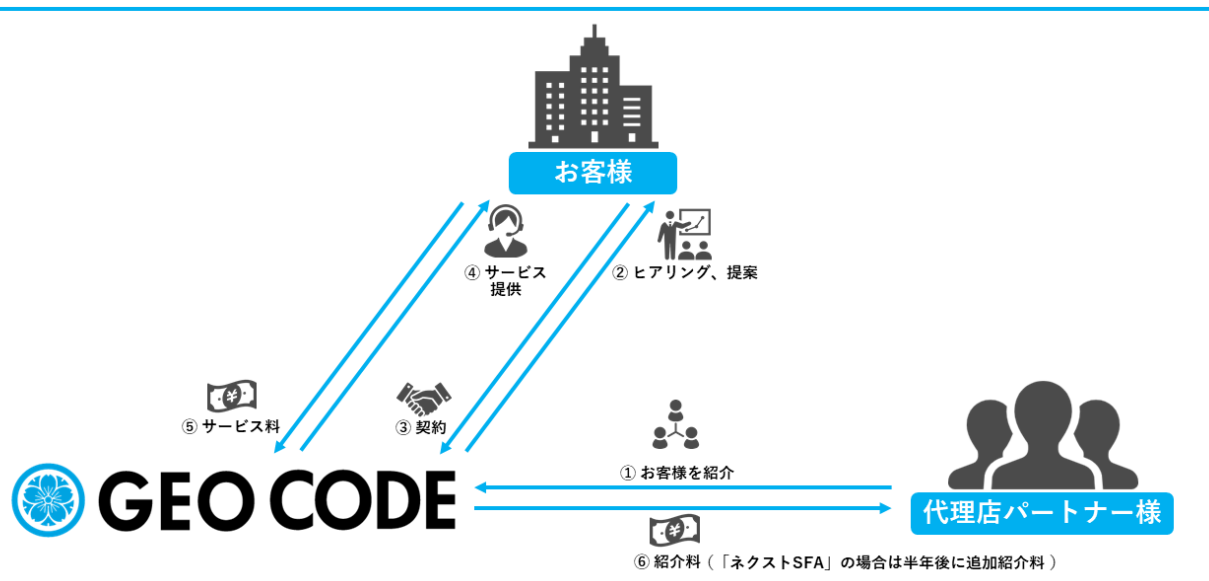 お客様
④ サービス
提供
② ヒアリング、提案
⑤ サービス料
③ 契約
① お客様を紹介
GEO CODE
代理店パートナー様
⑥ 紹介料（「ネクストSFA」の場合は半年後に追加紹介料）